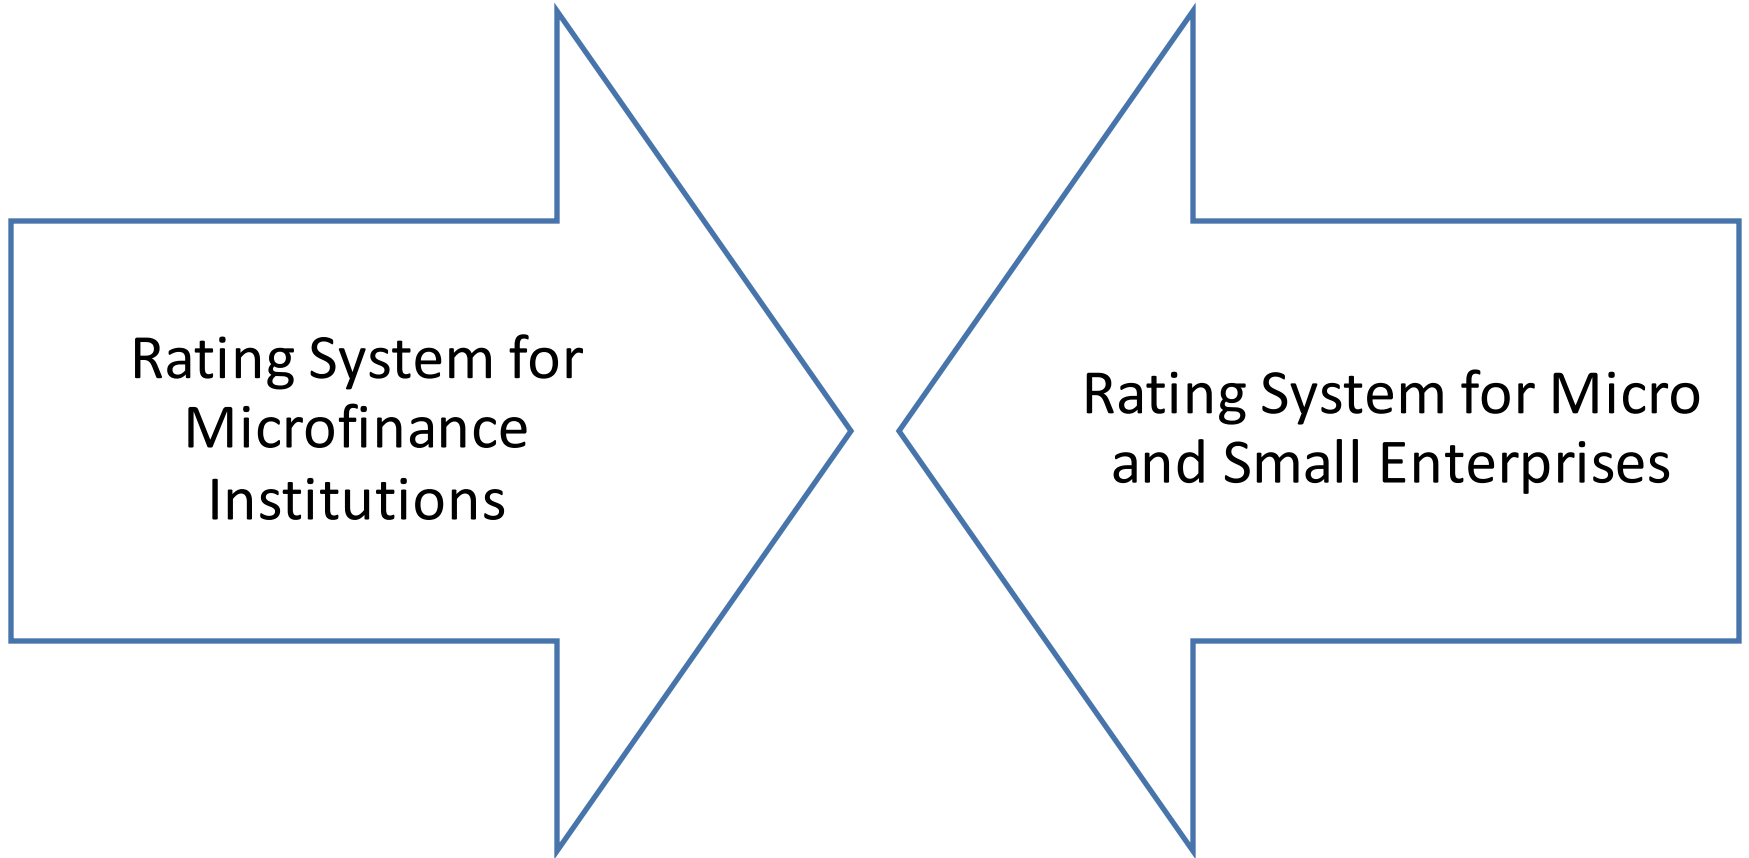 Rating System for
Microfinance
Institutions
Rating System for Micro
and Small Enterprises